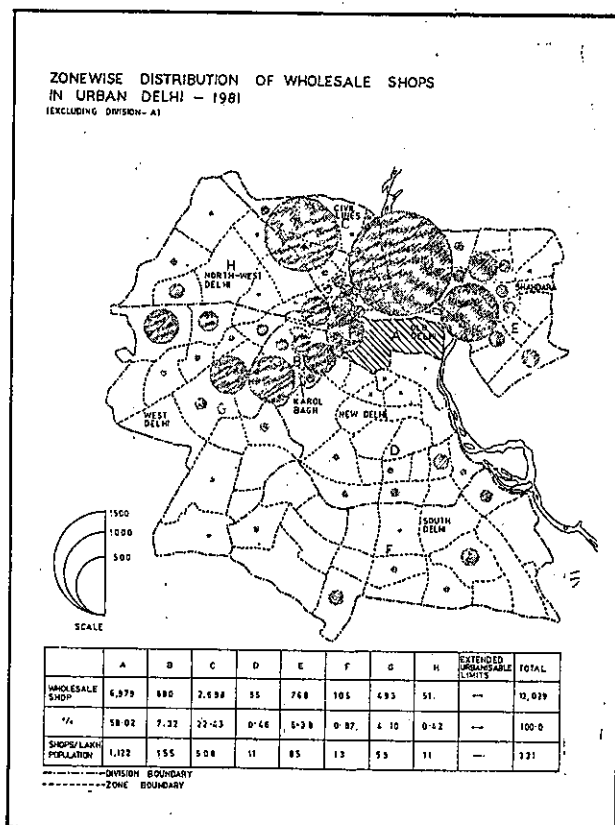 ZONEWISE DISTRIBUTION OF WHOLESALE SHOPS
IN URBAN DELHI - 1981
(EXCLUDING DIVISION-A)
CIVIL
LINES
C
H
NORTH-WEST
DELHI
SHAHDARA
E
A
OLD
DELHI
B
KAROL
BAGH
WEST
DELHI
G
NEW DELHI
D
SOUTH
DELHI
F
1500
1000
500
SCALE
A B C D E F G H EXTENDED URBANISABLE LIMITS TOTAL
WHOLESALE SHOP 6,979 880 2,698 55 768 105 493 51. — 12,029
% 58·02 7.32 22·43 0·46 6·38 0·87. 4·10 0·42 — 100·0
SHOPS/LAKH POPULATION 1,122 155 508 11 85 13 11 —
DIVISION BOUNDARY
ZONE BOUNDARY